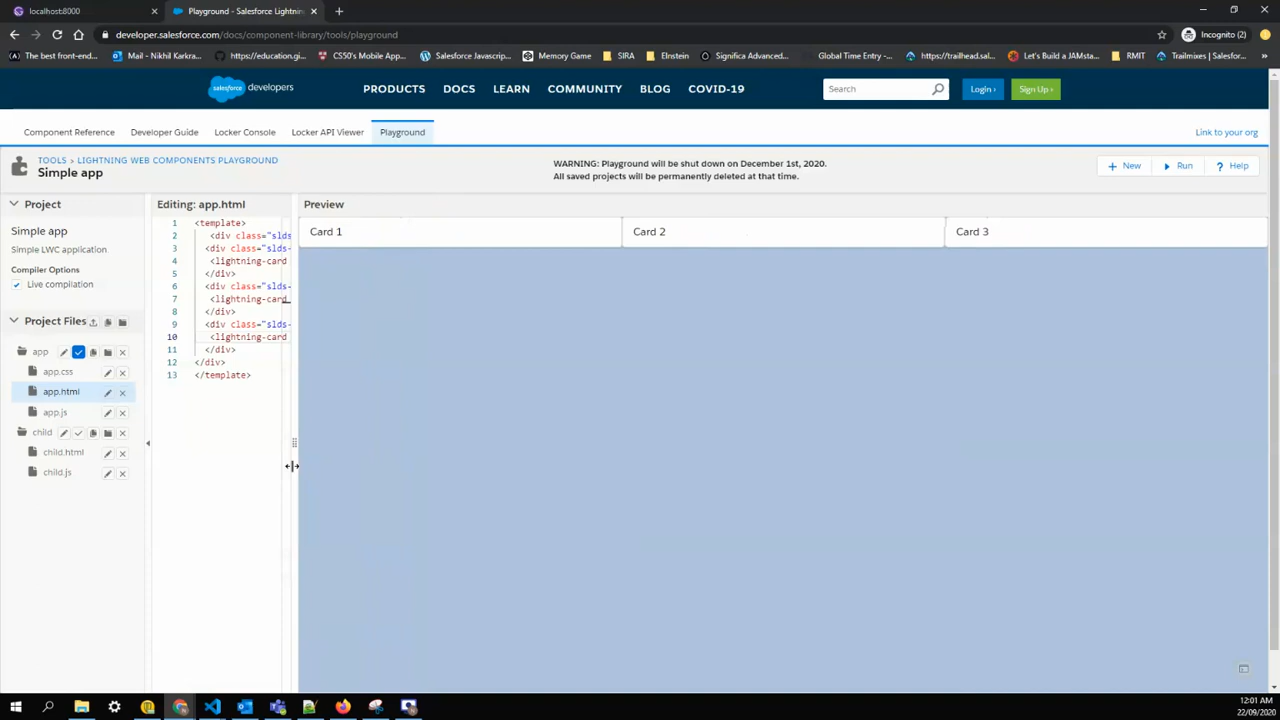 localhost:8000
Playground - Salesforce Lightnin
Incognito (2)
developer.salesforce.com/docs/component-library/tools/playground
The best front-end...
Mail - Nikhil Karkra...
https://education.gi...
CS50's Mobile App...
Salesforce Javascrip...
Memory Game
SIRA
EInstein
Significa Advanced...
Global Time Entry -...
https://trailhead.sal...
Let's Build a JAMsta...
RMIT
Trailmixes | Salesfor...
salesforce developers
PRODUCTS
DOCS
LEARN
COMMUNITY
BLOG
COVID-19
Search
Login ›
Sign Up ›
Component Reference
Developer Guide
Locker Console
Locker API Viewer
Playground
Link to your org
TOOLS > LIGHTNING WEB COMPONENTS PLAYGROUND
Simple app
WARNING: Playground will be shut down on December 1st, 2020.
All saved projects will be permanently deleted at that time.
New
Run
? Help
Project
Simple app
Simple LWC application
Compiler Options
Live compilation
Project Files
app
app.css
app.html
app.js
child
child.html
child.js
Editing: app.html
1 <template>
2 <div class="slds
3 <div class="slds-
4 <lightning-card
5 </div>
6 <div class="slds-
7 <lightning-card
8 </div>
9 <div class="slds-
10 <lightning-card
11 </div>
12 </div>
13 </template>
Preview
Card 1
Card 2
Card 3
12:01 AM
22/09/2020